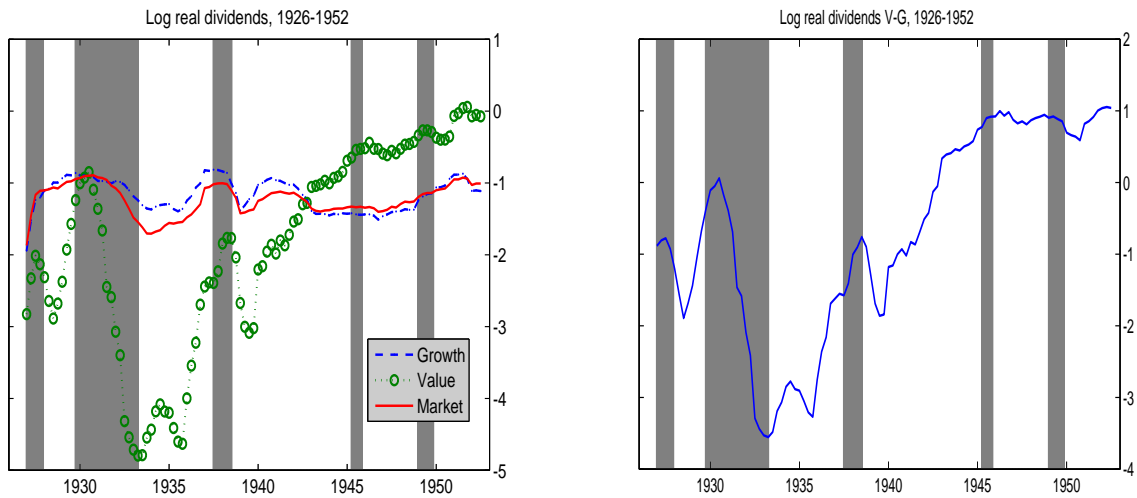 Log real dividends, 1926-1952
1
0
-1
-2
-3
-4
-5
Growth
Value
Market
1930 1935 1940 1945 1950
Log real dividends V-G, 1926-1952
2
1
0
-1
-2
-3
-4
1930 1935 1940 1945 1950